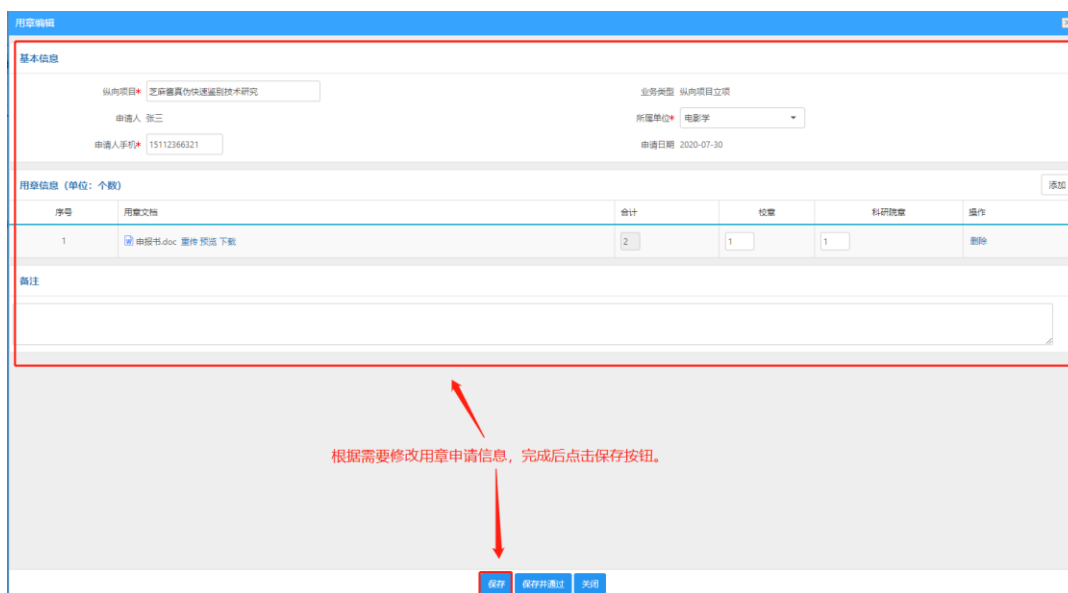 用章编辑
基本信息
纵向项目* 芝麻酱真伪快速鉴别技术研究 业务类型 纵向项目立项
申请人 张三 所属单位* 电影学
申请人手机* 15112366321 申请日期 2020-07-30
用章信息（单位：个数） 添加
序号 用章文档 合计 校章 科研院章 操作
1 申报书.doc 重传 预览 下载 2 1 1 删除
备注
根据需要修改用章申请信息，完成后点击保存按钮。
保存 保存并通过 关闭